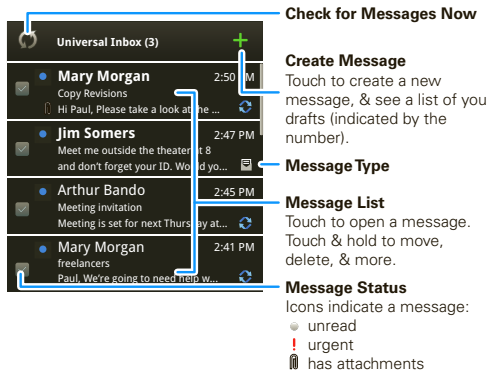 Check for Messages Now
Universal Inbox (3)
Create Message
Touch to create a new
message, & see a list of you
drafts (indicated by the
number).
Mary Morgan 2:50 PM
Copy Revisions
Hi Paul, Please take a look at the ...
Jim Somers 2:47 PM
Meet me outside the theater at 8
and don't forget your ID. Would yo...
Message Type
Arthur Bando 2:45 PM
Meeting invitation
Meeting is set for next Thursday at...
Message List
Touch to open a message.
Touch & hold to move,
delete, & more.
Mary Morgan 2:41 PM
freelancers
Paul, We're going to need help w...
Message Status
Icons indicate a message:
unread
! urgent
has attachments